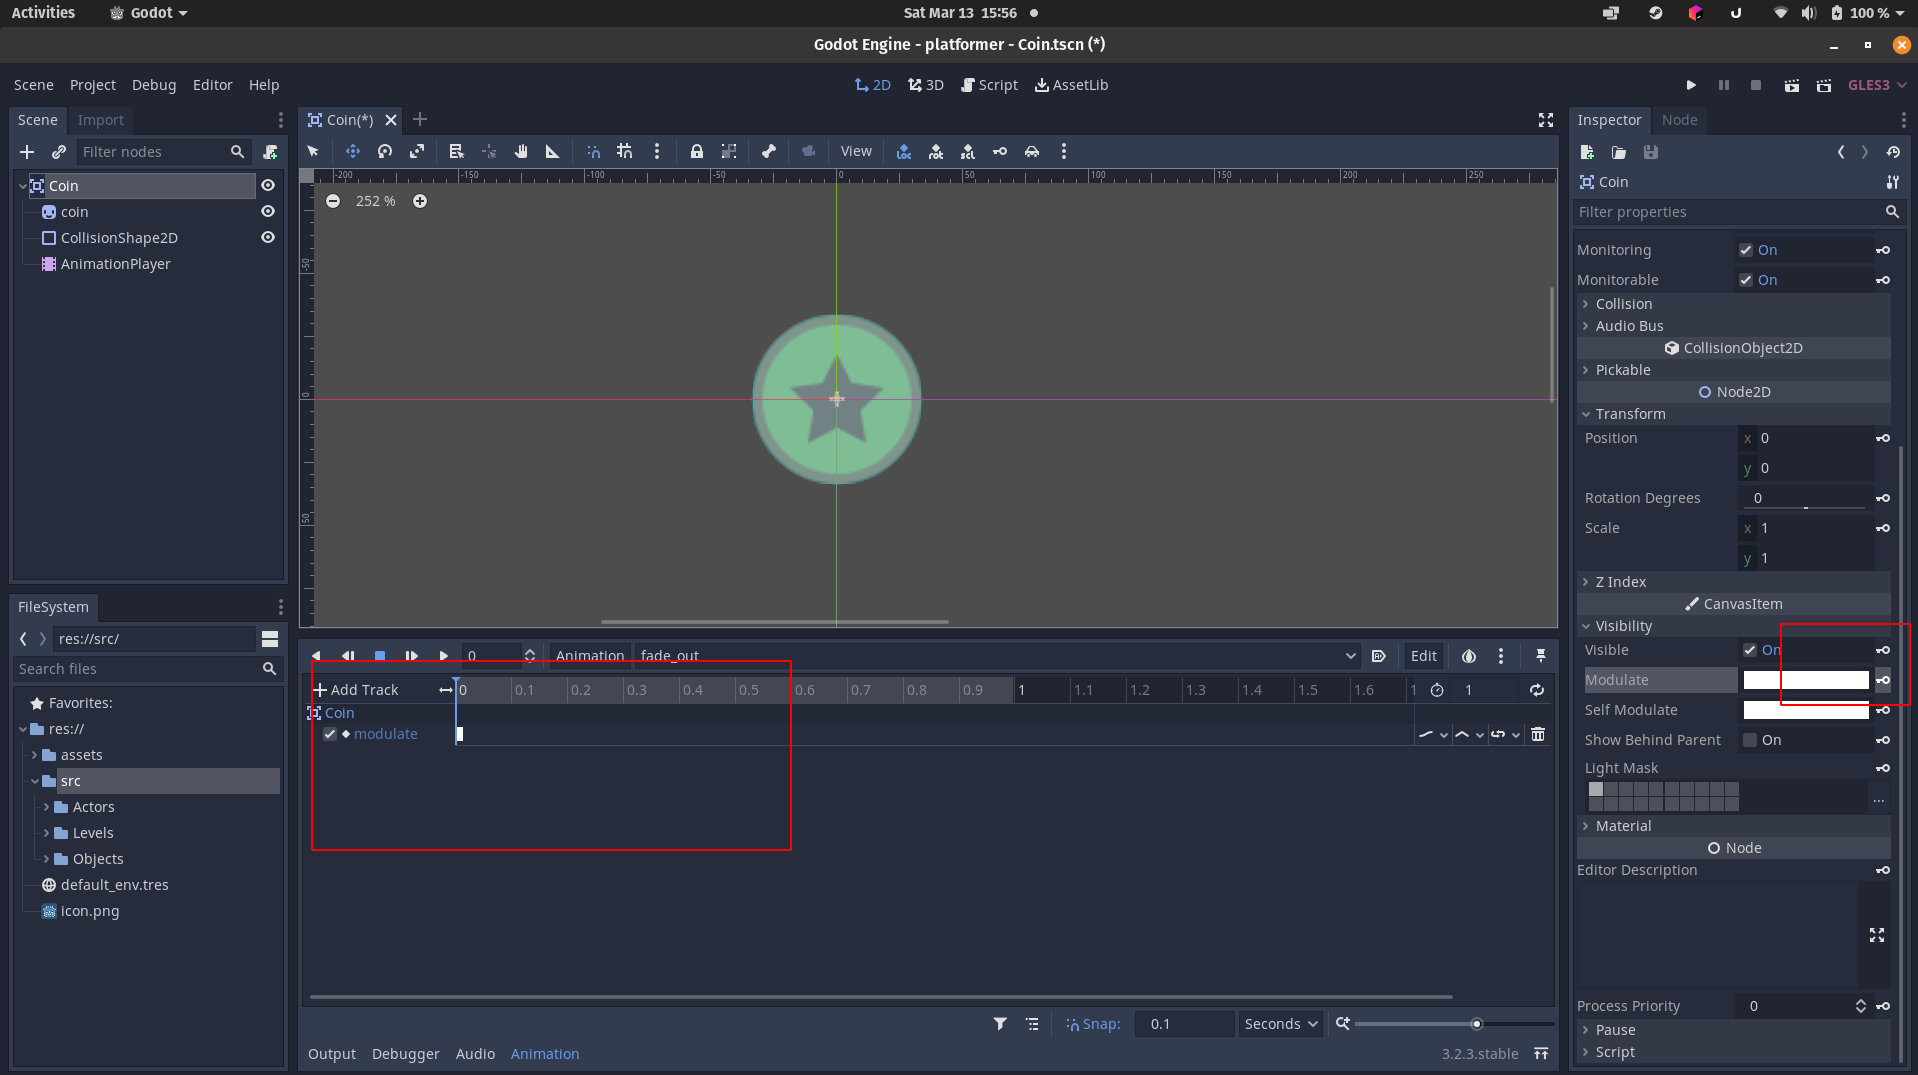 Activities Godot Sat Mar 13 15:56 100 %
Godot Engine - platformer - Coin.tscn (*)
Scene Project Debug Editor Help 2D 3D Script AssetLib GLES3
Scene Import
Filter nodes
Coin
coin
CollisionShape2D
AnimationPlayer
FileSystem
res://src/
Search files
Favorites:
res://
assets
src
Actors
Levels
Objects
default_env.tres
icon.png
Coin(*)
View
-200 -150 -100 -50 0 50 100 150 200 250
252 %
-50
0
50
0 Animation fade_out Edit
Add Track 0 0.1 0.2 0.3 0.4 0.5 0.6 0.7 0.8 0.9 1 1.1 1.2 1.3 1.4 1.5 1.6 1 1
Coin
modulate
Snap: 0.1 Seconds
Output Debugger Audio Animation 3.2.3.stable
Inspector Node
Coin
Filter properties
Monitoring On
Monitorable On
Collision
Audio Bus
CollisionObject2D
Pickable
Node2D
Transform
Position x 0
y 0
Rotation Degrees 0
Scale x 1
y 1
Z Index
CanvasItem
Visibility
Visible On
Modulate
Self Modulate
Show Behind Parent On
Light Mask
...
Material
Node
Editor Description
Process Priority 0
Pause
Script